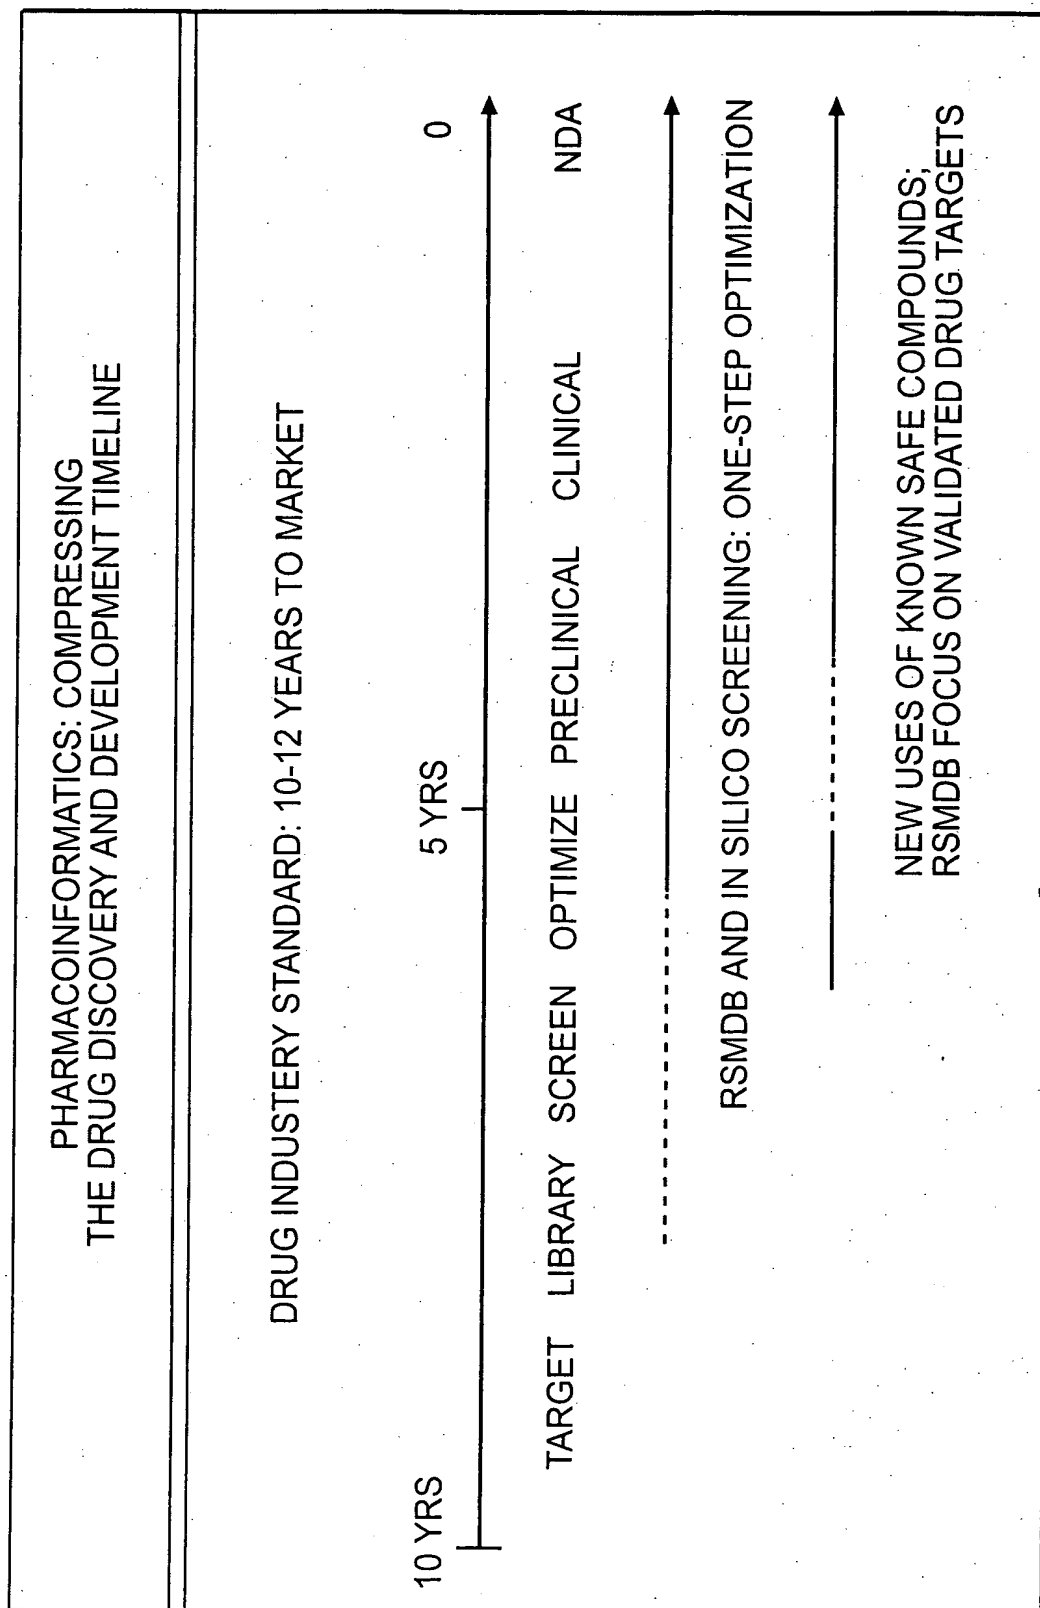 PHARMACOINFORMATICS: COMPRESSING
THE DRUG DISCOVERY AND DEVELOPMENT TIMELINE
DRUG INDUSTERY STANDARD: 10-12 YEARS TO MARKET
10 YRS 5 YRS 0
TARGET LIBRARY SCREEN OPTIMIZE PRECLINICAL CLINICAL NDA
RSMDB AND IN SILICO SCREENING: ONE-STEP OPTIMIZATION
NEW USES OF KNOWN SAFE COMPOUNDS;
RSMDB FOCUS ON VALIDATED DRUG TARGETS